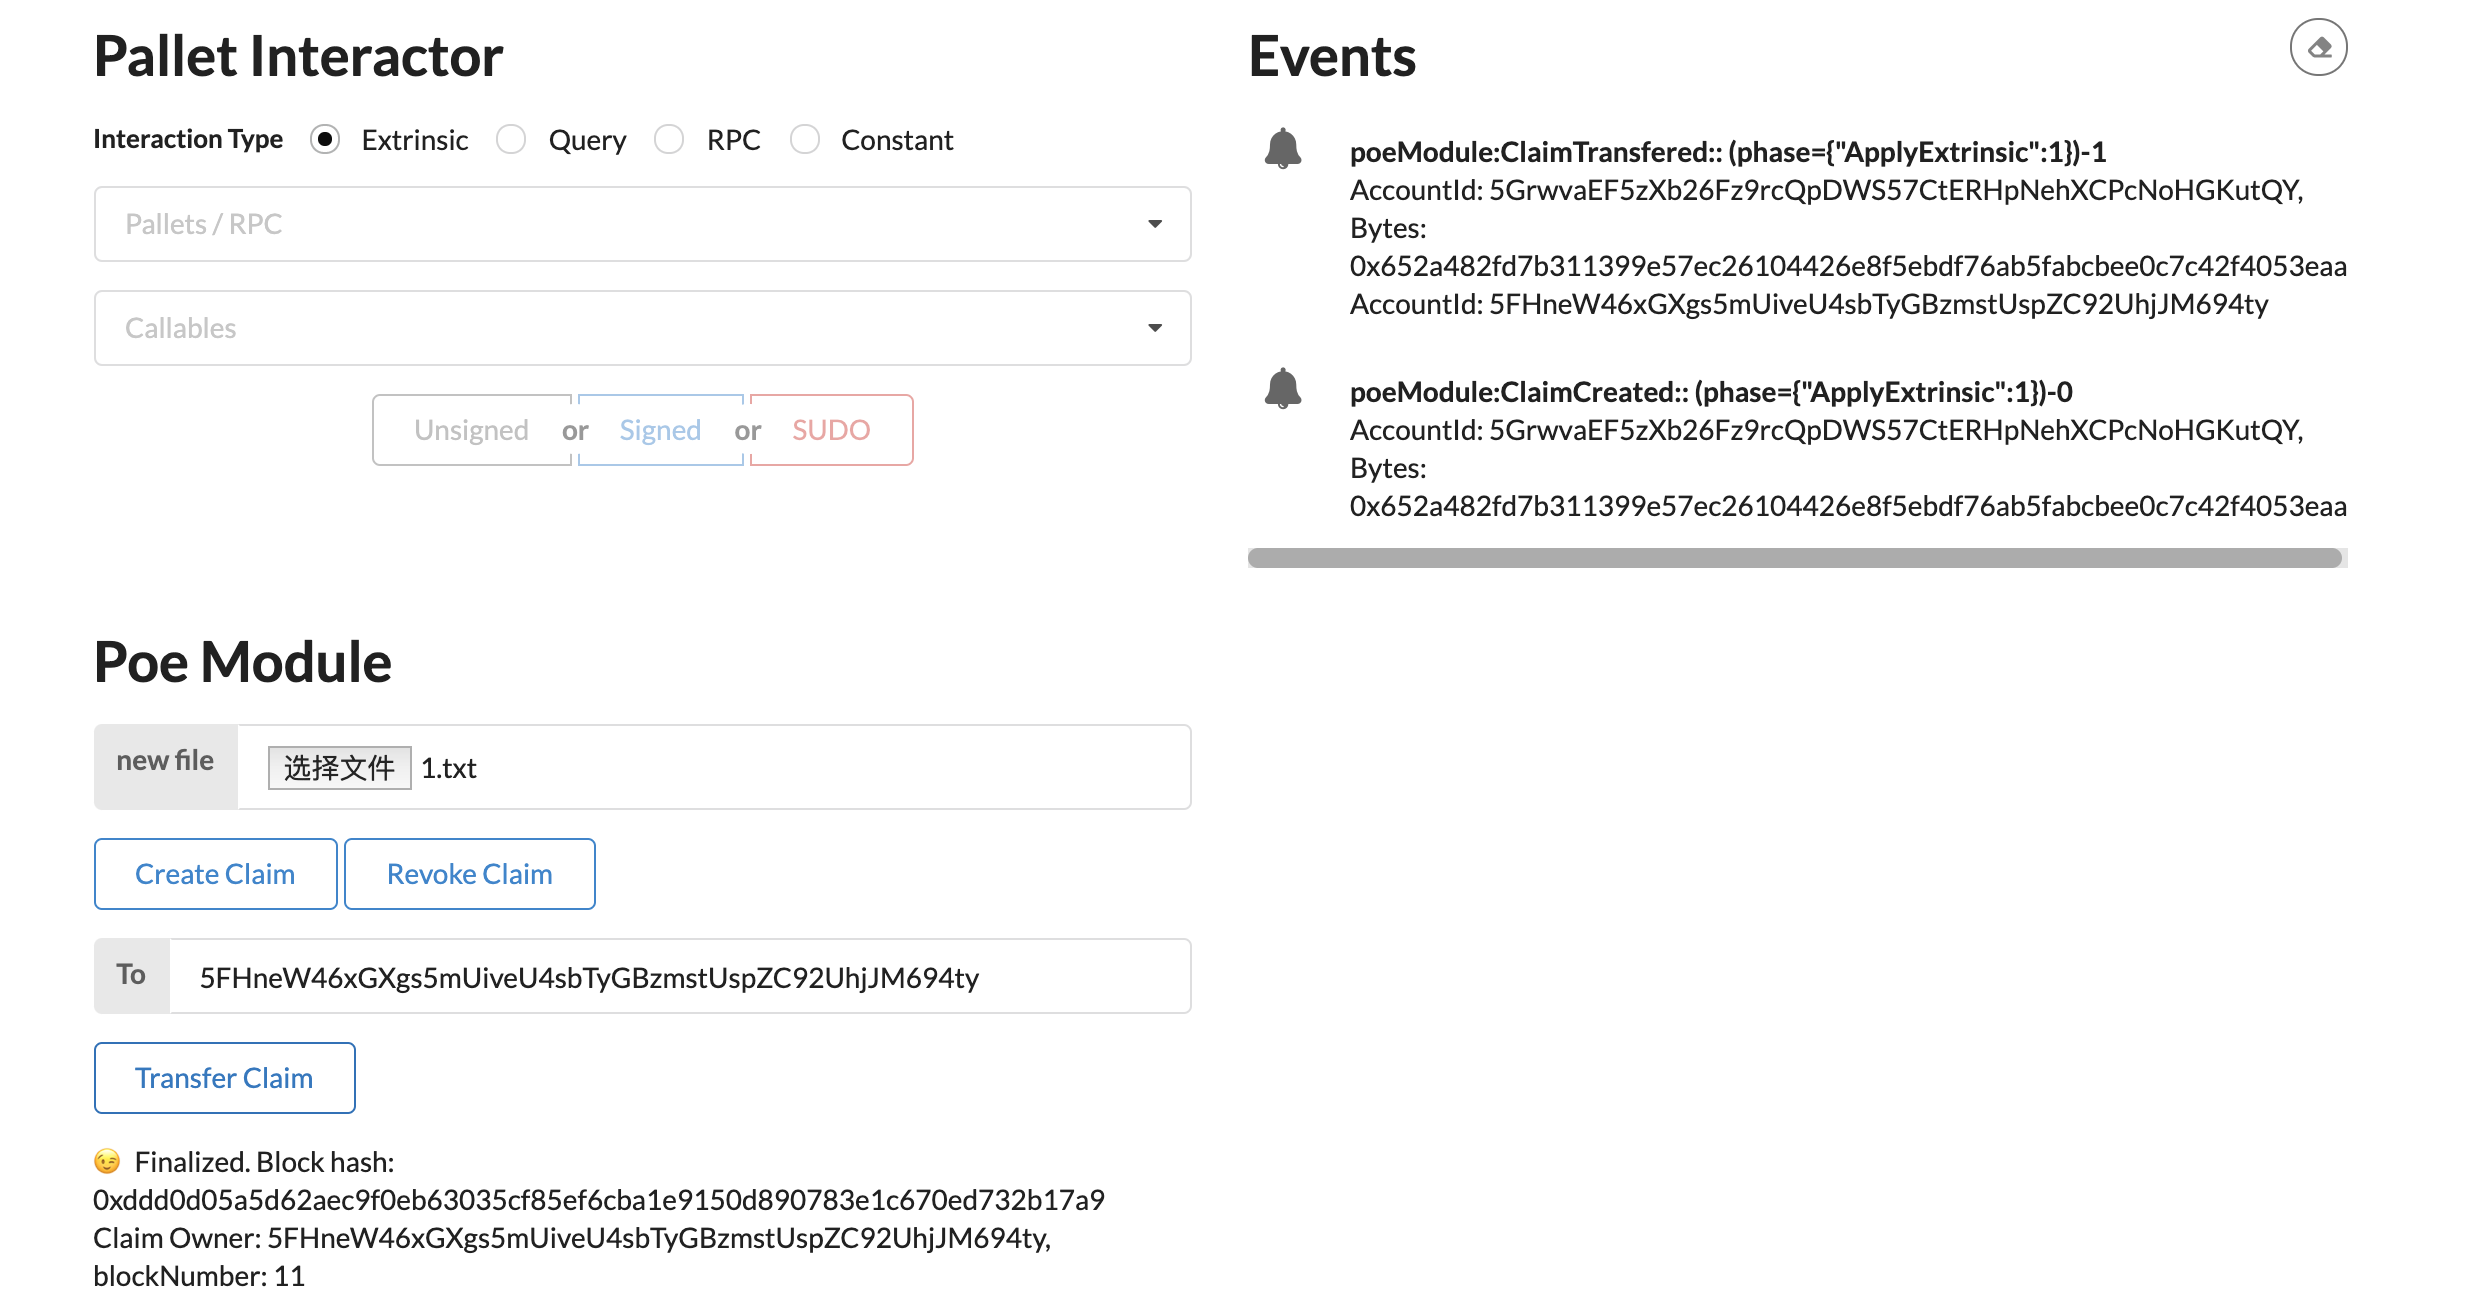 Pallet Interactor
Interaction Type Extrinsic Query RPC Constant
Pallets / RPC
Callables
Unsigned or Signed or SUDO
Events
poeModule:ClaimTransfered:: (phase={"ApplyExtrinsic":1})-1
AccountId: 5GrwvaEF5zXb26Fz9rcQpDWS57CtERHpNehXCPcNoHGKutQY,
Bytes:
0x652a482fd7b311399e57ec26104426e8f5ebdf76ab5fabcbee0c7c42f4053eaa
AccountId: 5FHneW46xGXgs5mUiveU4sbTyGBzmstUspZC92UhjJM694ty
poeModule:ClaimCreated:: (phase={"ApplyExtrinsic":1})-0
AccountId: 5GrwvaEF5zXb26Fz9rcQpDWS57CtERHpNehXCPcNoHGKutQY,
Bytes:
0x652a482fd7b311399e57ec26104426e8f5ebdf76ab5fabcbee0c7c42f4053eaa
Poe Module
new file 选择文件 1.txt
Create Claim Revoke Claim
To 5FHneW46xGXgs5mUiveU4sbTyGBzmstUspZC92UhjJM694ty
Transfer Claim
😉 Finalized. Block hash:
0xddd0d05a5d62aec9f0eb63035cf85ef6cba1e9150d890783e1c670ed732b17a9
Claim Owner: 5FHneW46xGXgs5mUiveU4sbTyGBzmstUspZC92UhjJM694ty,
blockNumber: 11